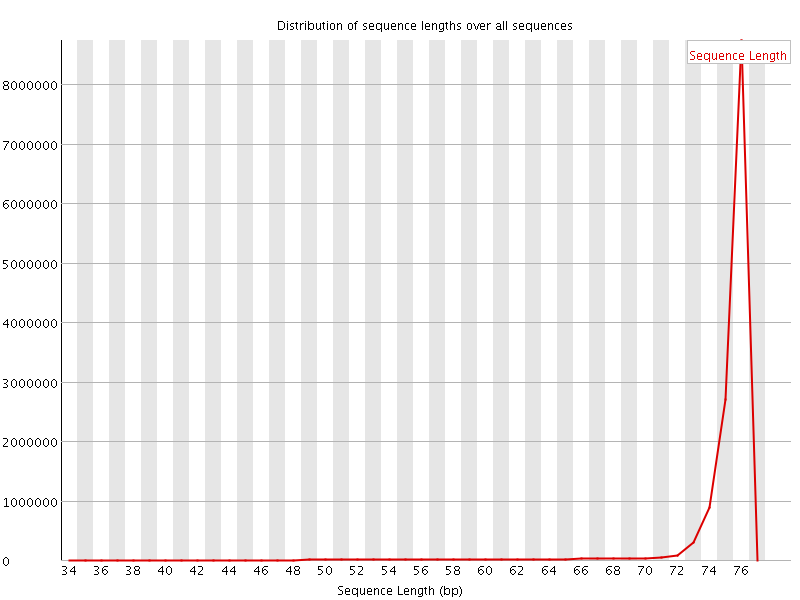 Distribution of sequence lengths over all sequences
Sequence Length
8000000
7000000
6000000
5000000
4000000
3000000
2000000
1000000
0
34 36 38 40 42 44 46 48 50 52 54 56 58 60 62 64 66 68 70 72 74 76
Sequence Length (bp)